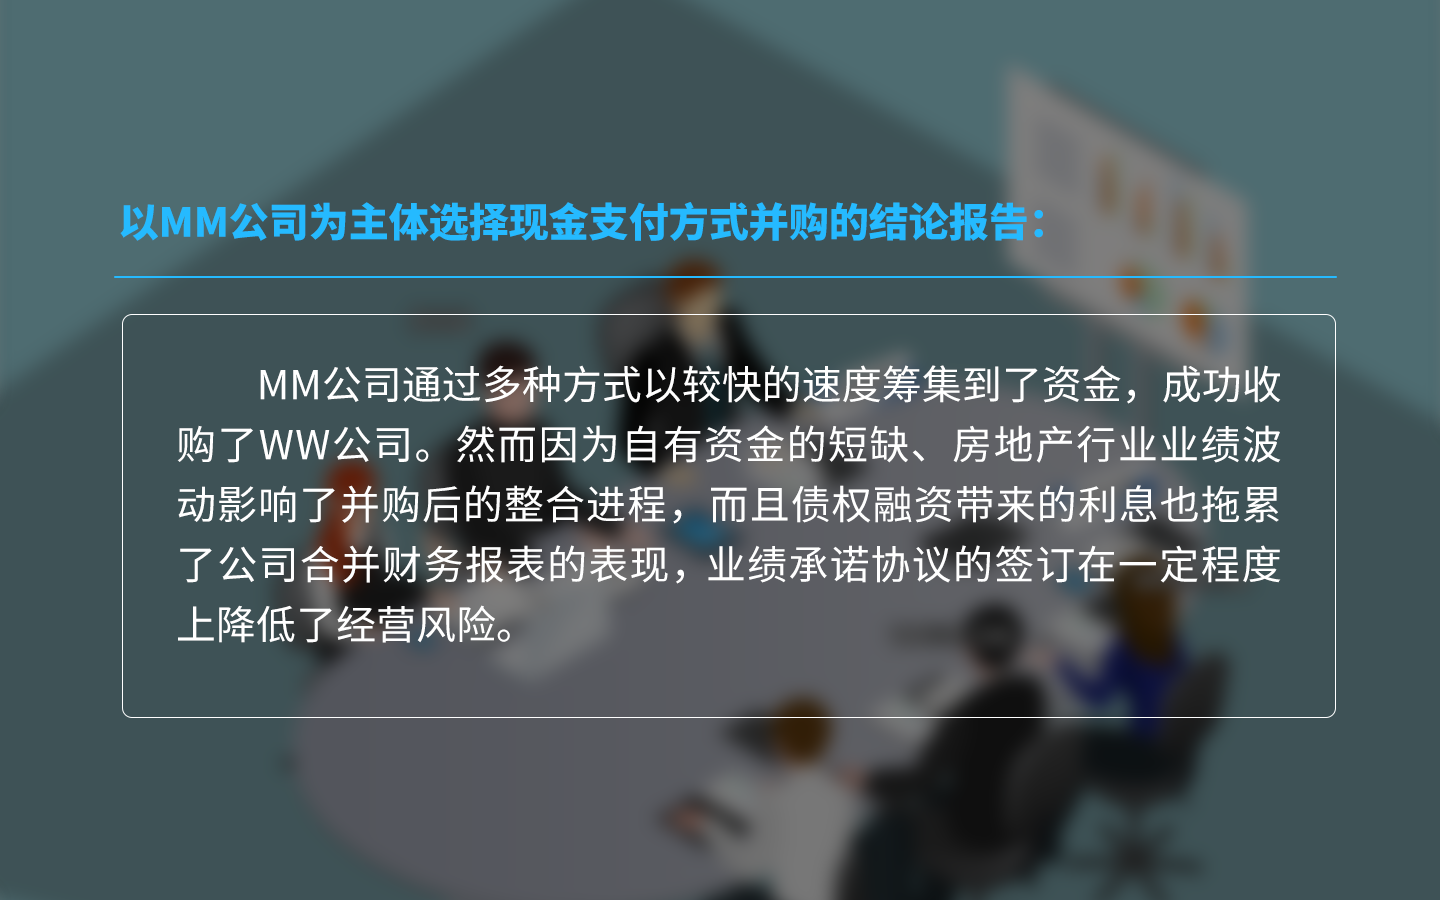 以MM公司为主体选择现金支付方式并购的结论报告：
MM公司通过多种方式以较快的速度筹集到了资金，成功收
购了WW公司。然而因为自有资金的短缺、房地产行业业绩波
动影响了并购后的整合进程，而且债权融资带来的利息也拖累
了公司合并财务报表的表现，业绩承诺协议的签订在一定程度
上降低了经营风险。